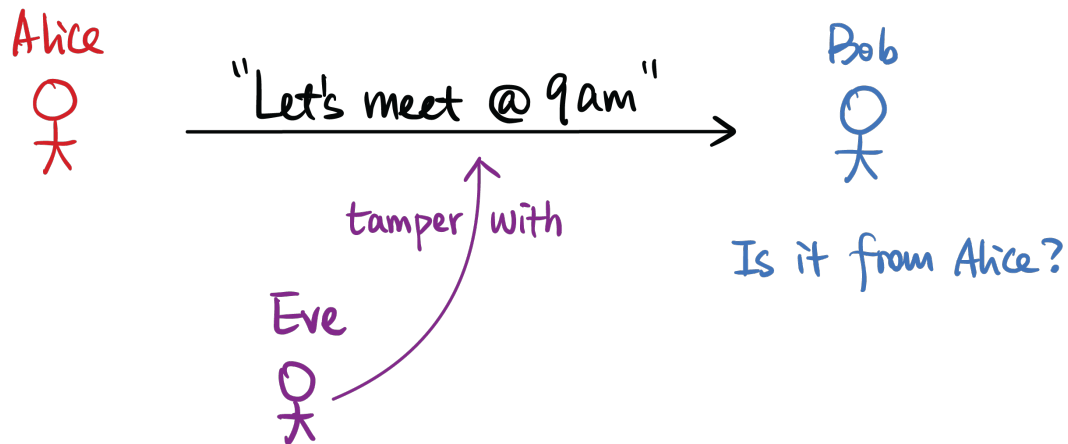 Alice
Bob
"Let's meet @ 9am"
tamper with
Is it from Alice?
Eve